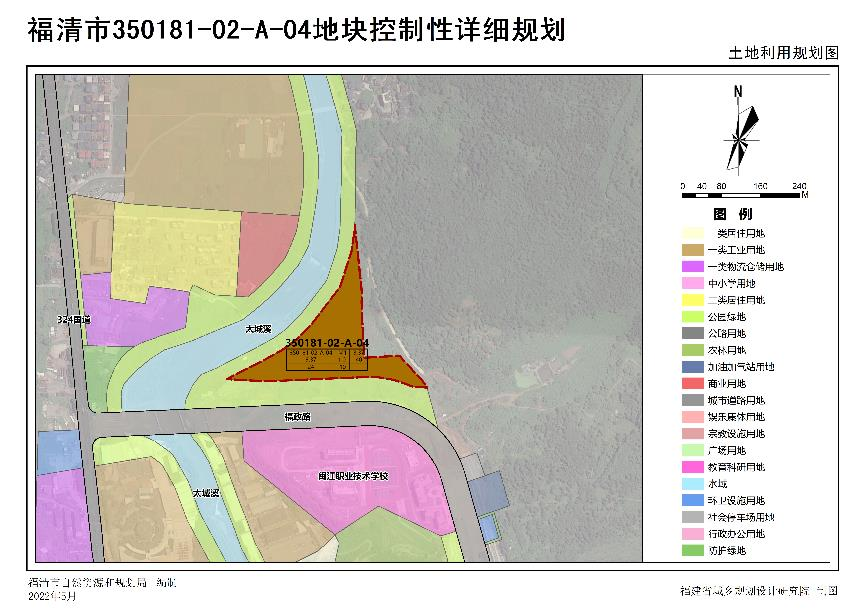 福清市350181-02-A-04地块控制性详细规划
土地利用规划图
N
0 40 80 160 240
M
图 例
一类居住用地
一类工业用地
一类物流仓储用地
中小学用地
二类居住用地
公园绿地
公路用地
农林用地
加油加气站用地
商业用地
城市道路用地
娱乐康体用地
宗教设施用地
广场用地
教育科研用地
水域
环卫设施用地
社会停车场用地
行政办公用地
防护绿地
324国道
太城溪
350181-02-A-04
350181-02-A-04 M1
福政路
闽江职业技术学校
太城溪
福清市自然资源和规划局 编制
2022年5月
福建省城乡规划设计研究院 制图